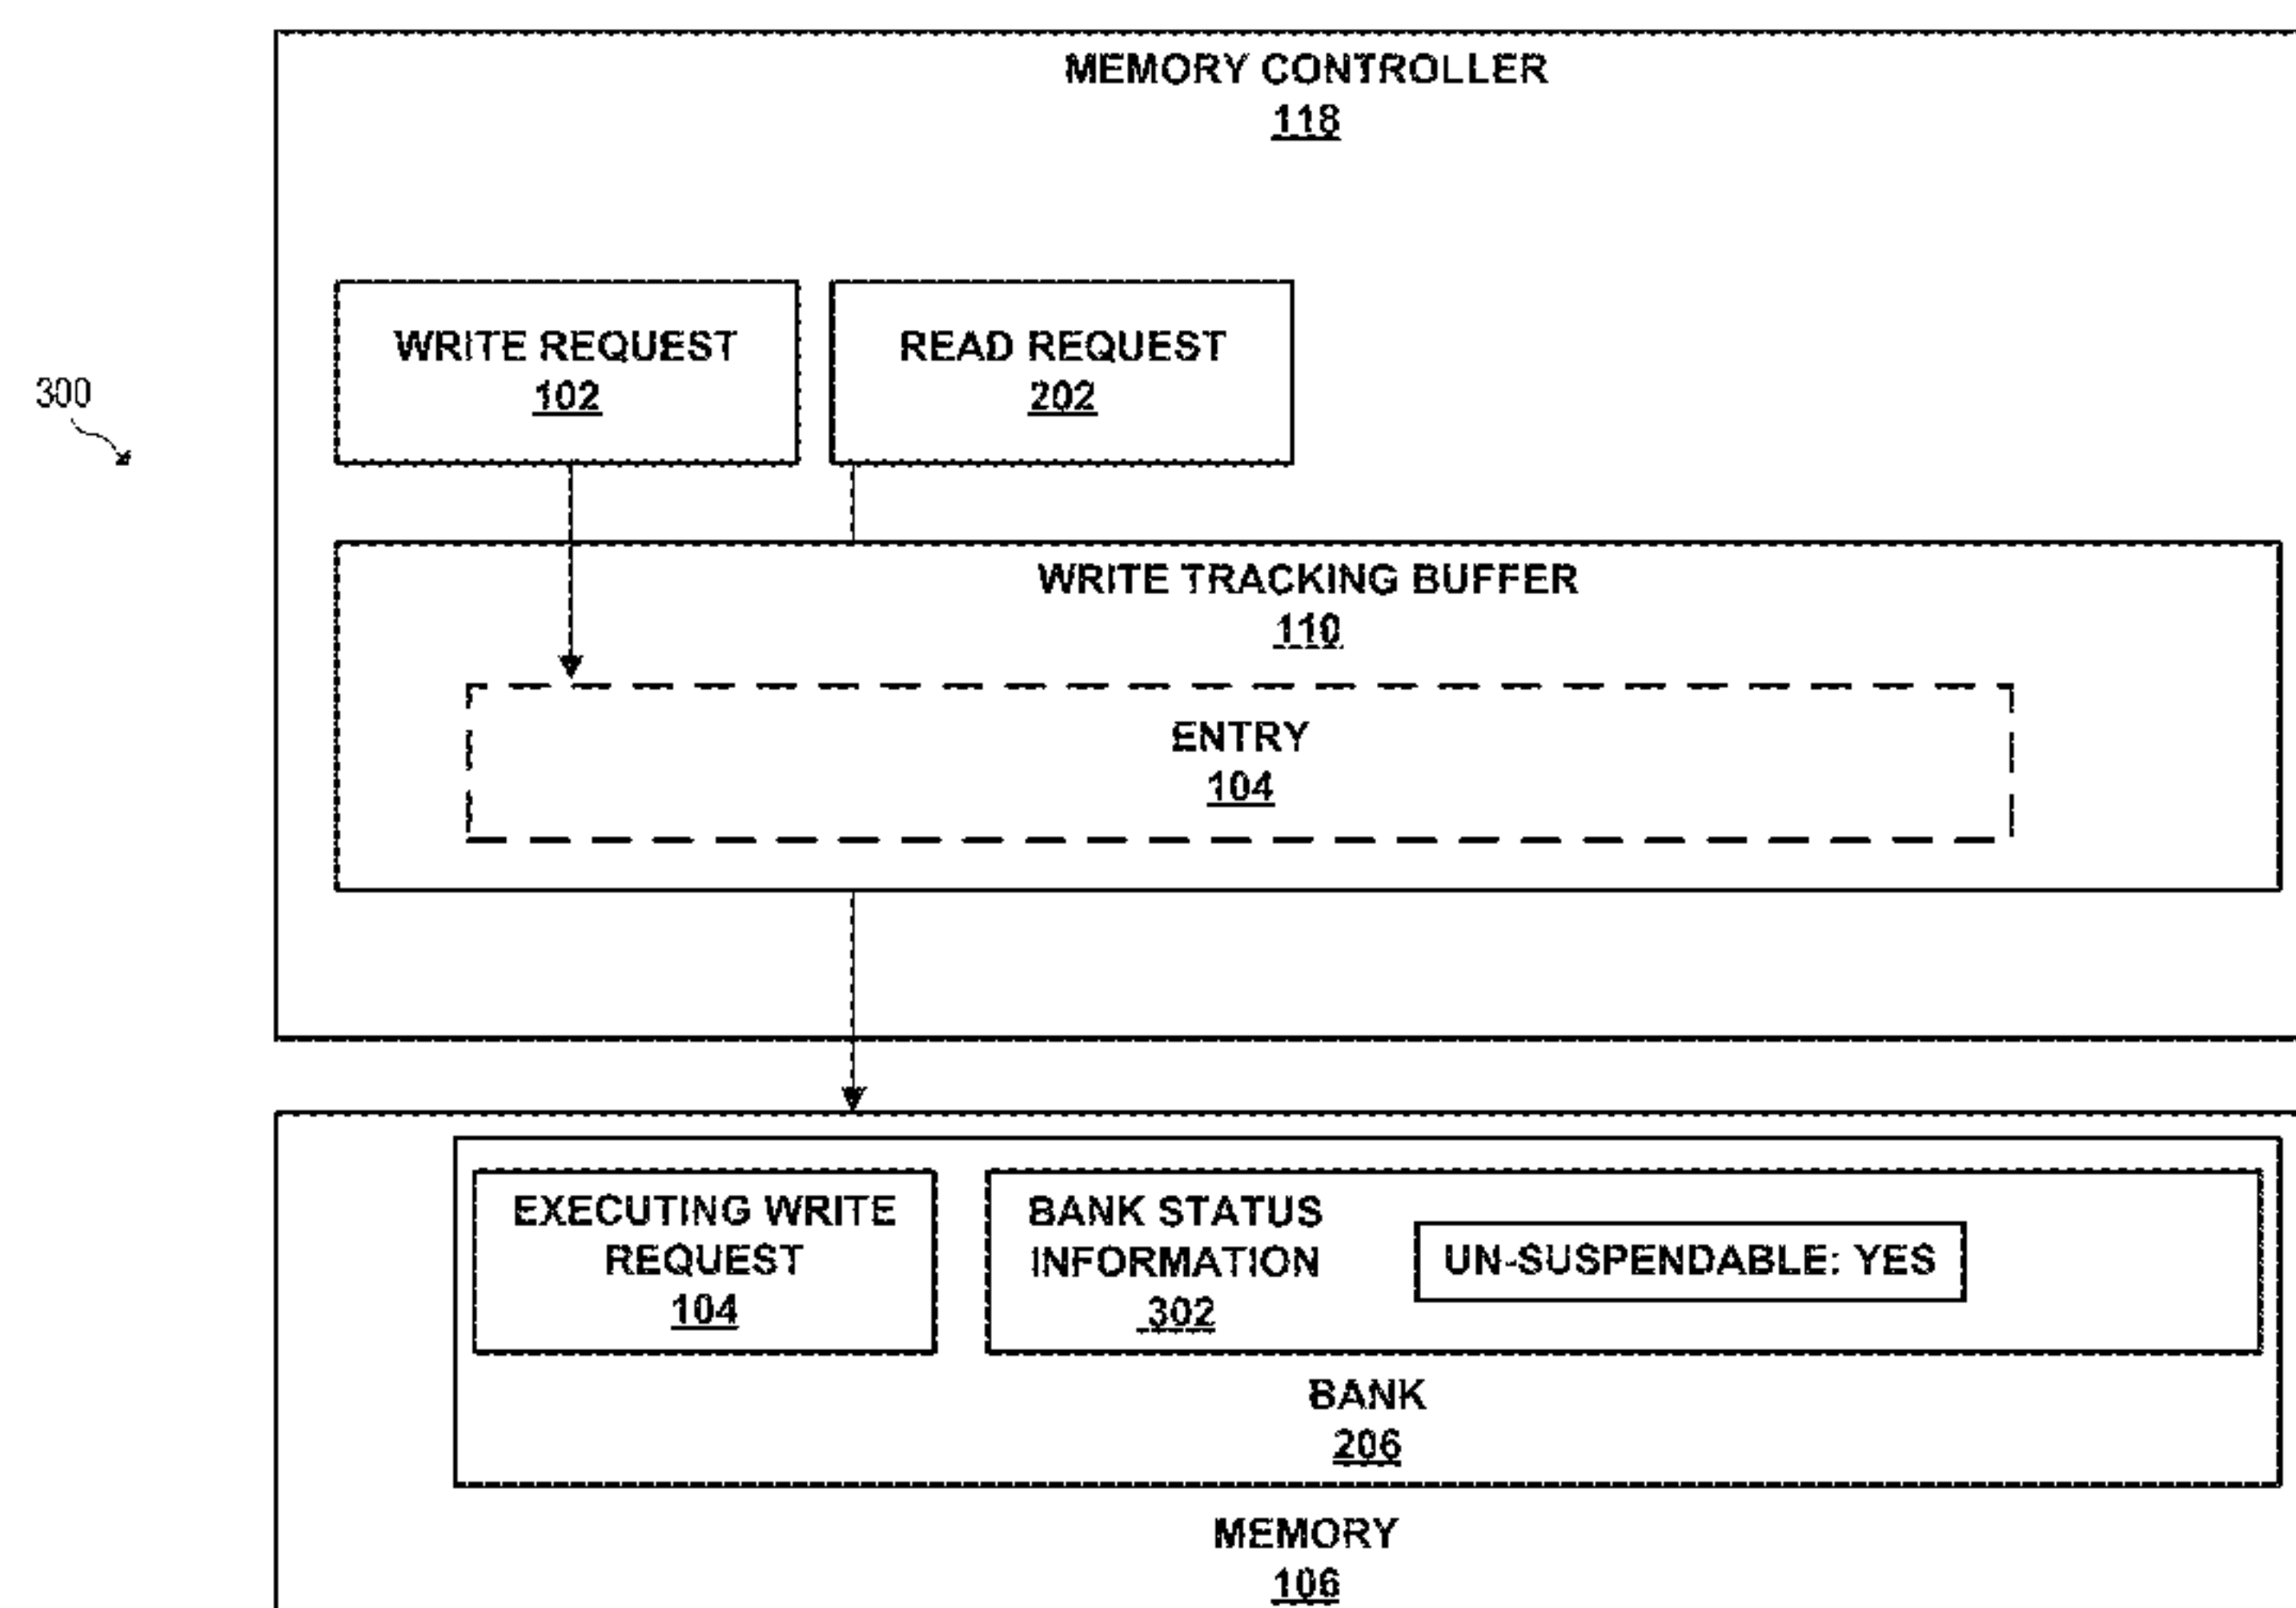 MEMORY CONTROLLER
118
WRITE REQUEST
102
READ REQUEST
202
300
WRITE TRACKING BUFFER
110
ENTRY
104
EXECUTING WRITE
REQUEST
104
BANK STATUS
INFORMATION
302
UN-SUSPENDABLE: YES
BANK
206
MEMORY
106